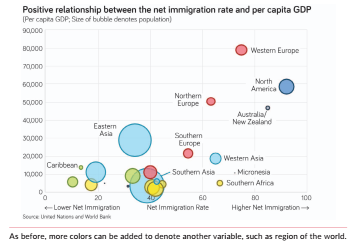 Positive relationship between the net immigration rate and per capita GDP
(Per capita GDP; Size of bubble denotes population)
90,000
80,000
70,000
60,000
50,000
40,000
30,000
20,000
10,000
0
Western Europe
North
America
Northern
Europe
Australia/
New Zealand
Eastern
Asia
Southern
Europe
Western Asia
Caribbean
Southern Asia
Micronesia
Southern Africa
0 20 40 60 80 100
← Lower Net Immigration Net Immigration Rate Higher Net Immigration →
Source: United Nations and World Bank
As before, more colors can be added to denote another variable, such as region of the world.